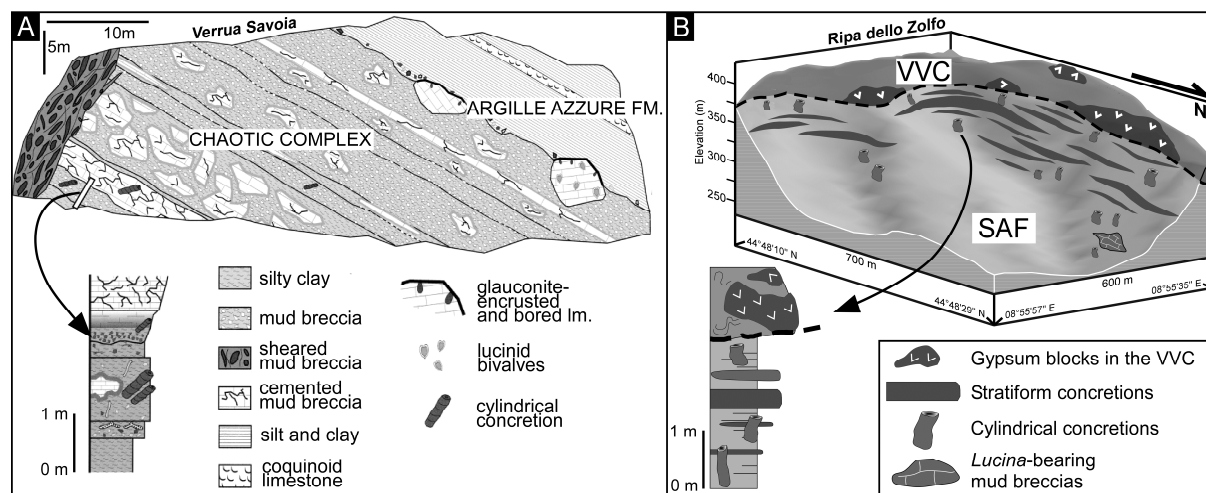 A
10m
5m
Verrua Savoia
ARGILLE AZZURE FM.
CHAOTIC COMPLEX
1 m
0 m
silty clay
mud breccia
sheared
mud breccia
cemented
mud breccia
silt and clay
coquinoid
limestone
glauconite-
encrusted
and bored lm.
lucinid
bivalves
cylindrical
concretion
B
Ripa dello Zolfo
N
VVC
SAF
Elevation (m)
400
350
300
250
44°48'10" N
700 m
44°48'29" N
08°55'57" E
600 m
08°55'35" E
1 m
0 m
Gypsum blocks in the VVC
Stratiform concretions
Cylindrical concretions
Lucina-bearing
mud breccias